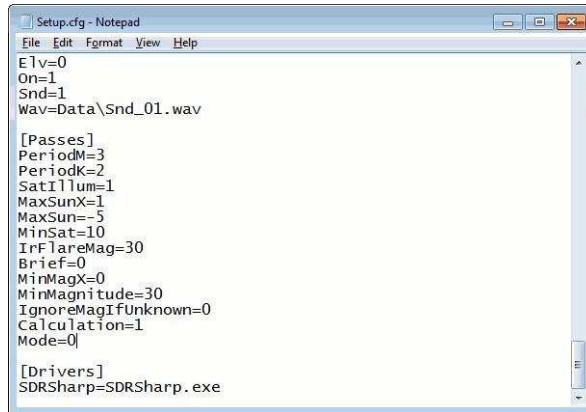 Setup.cfg - Notepad
File Edit Format View Help
Elv=0
On=1
Snd=1
Wav=Data\Snd_01.wav
[Passes]
PeriodM=3
PeriodK=2
SatIllum=1
MaxSunX=1
MaxSun=-5
MinSat=10
IrFlareMag=30
Brief=0
MinMagX=0
MinMagnitude=30
IgnoreMagIfUnknown=0
Calculation=1
Mode=0
[Drivers]
SDRSharp=SDRSharp.exe